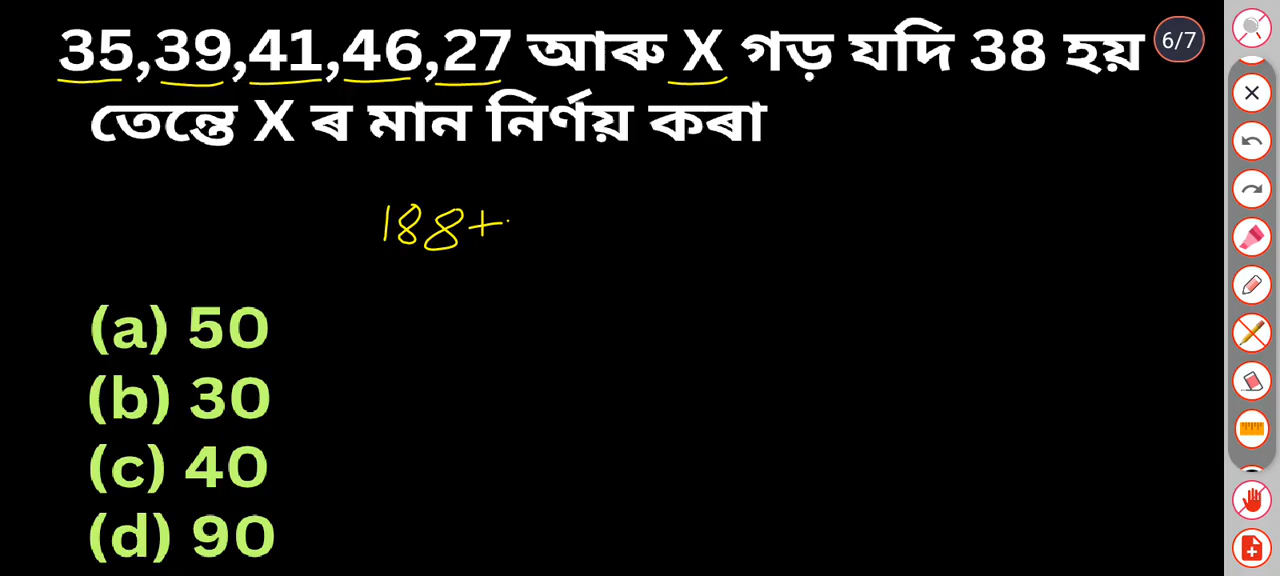 35,39,41,46,27 আৰু X গড় যদি 38 হয়
তেন্তে X ৰ মান নিৰ্ণয় কৰা
6/7
188+
(a) 50
(b) 30
(c) 40
(d) 90